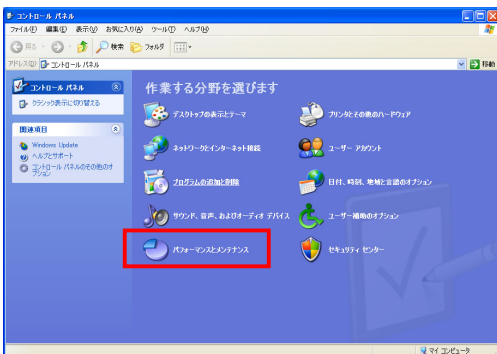 コントロール パネル
ファイル(F) 編集(E) 表示(V) お気に入り(A) ツール(T) ヘルプ(H)
戻る 検索 フォルダ
アドレス(D) コントロール パネル 移動
コントロール パネル
クラシック表示に切り替える
関連項目
Windows Update
ヘルプとサポート
コントロール パネルのその他のオプション
作業する分野を選びます
デスクトップの表示とテーマ
プリンタとその他のハードウェア
ネットワークとインターネット接続
ユーザー アカウント
プログラムの追加と削除
日付、時刻、地域と言語のオプション
サウンド、音声、およびオーディオ デバイス
ユーザー補助のオプション
パフォーマンスとメンテナンス
セキュリティ センター
マイ コンピュータ